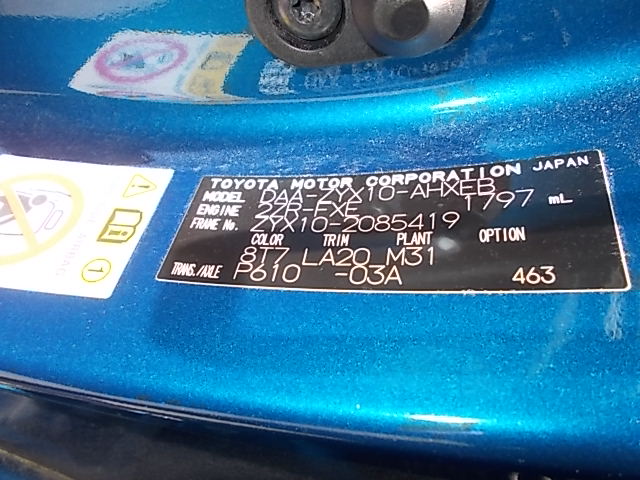 TOYOTA MOTOR CORPORATION JAPAN
MODEL DAA-ZYX10-AHXEB
ENGINE 2ZR-FXE 1797 mL
FRAME No. ZYX10-2085419
COLOR TRIM PLANT OPTION
8T7 LA20 M31
TRANS./AXLE P610 -03A 463
1